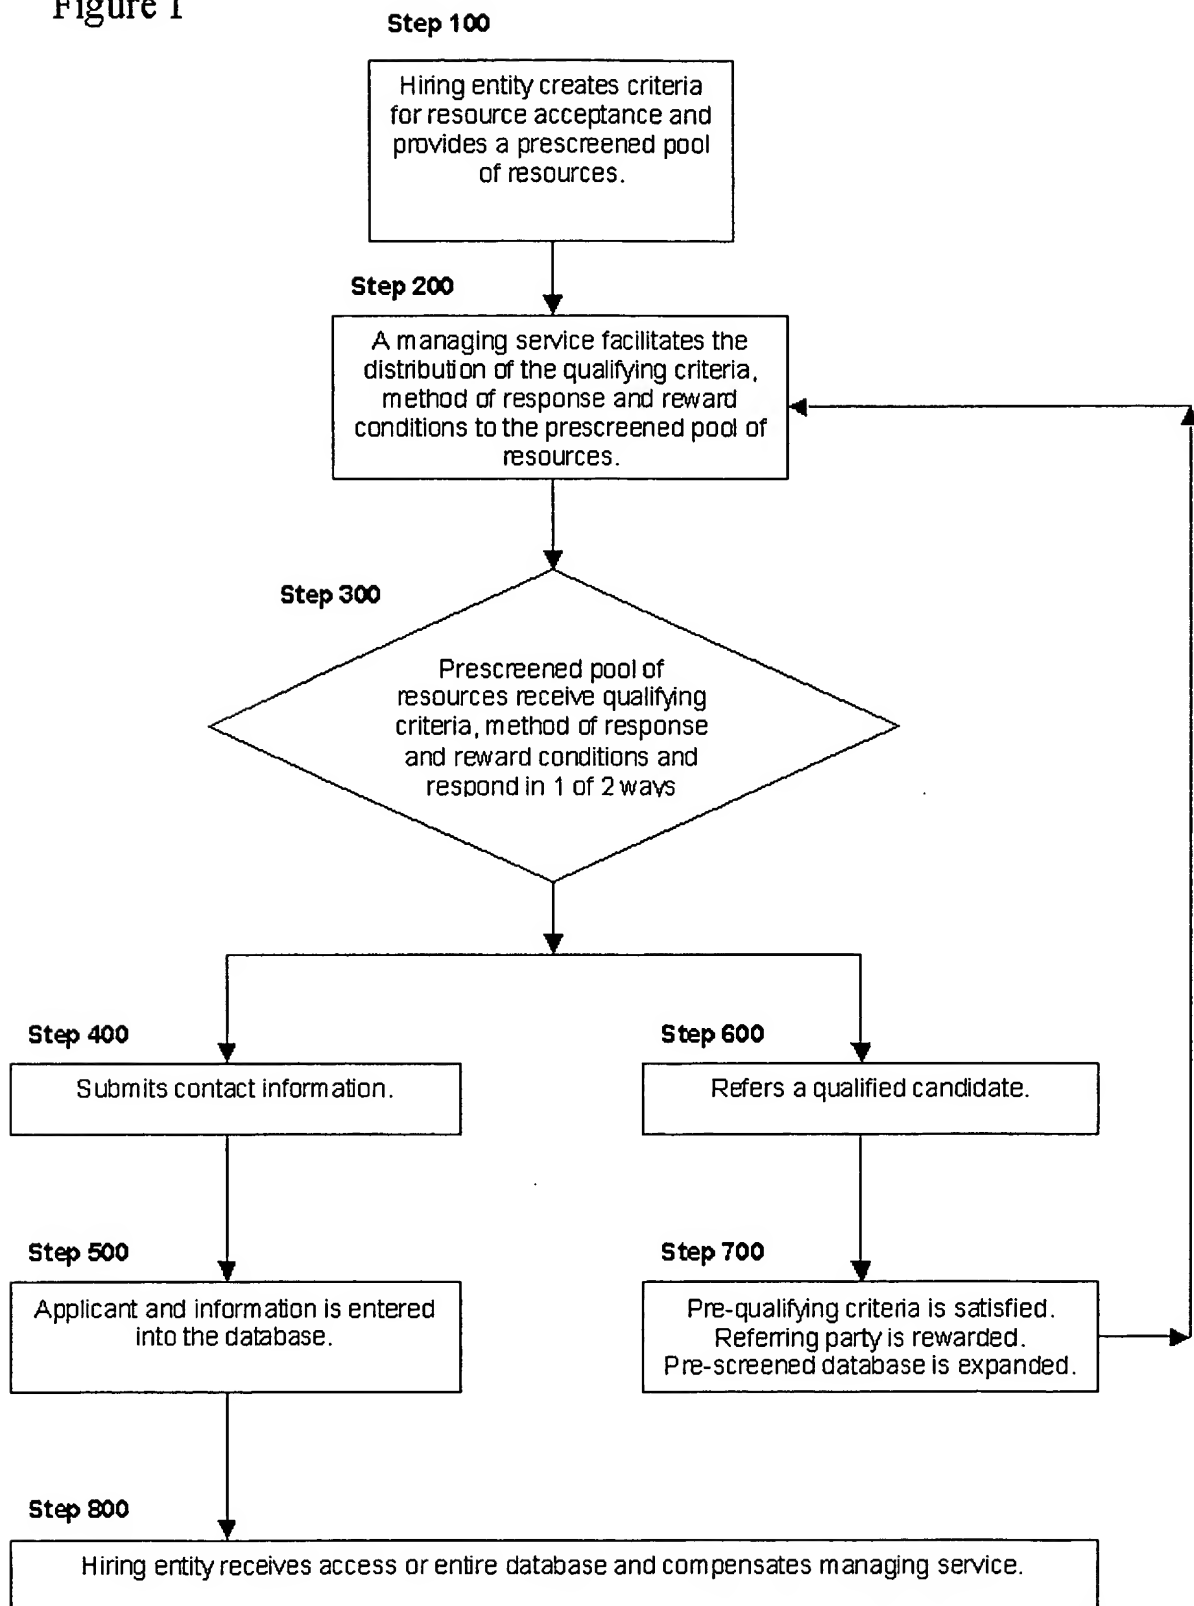 Figure 1
Step 100
Hiring entity creates criteria
for resource acceptance and
provides a prescreened pool
of resources.
Step 200
A managing service facilitates the
distribution of the qualifying criteria,
method of response and reward
conditions to the prescreened pool of
resources.
Step 300
Prescreened pool of
resources receive qualifying
criteria, method of response
and reward conditions and
respond in 1 of 2 ways
Step 400
Submits contact information.
Step 600
Refers a qualified candidate.
Step 500
Applicant and information is entered
into the database.
Step 700
Pre-qualifying criteria is satisfied.
Referring party is rewarded.
Pre-screened database is expanded.
Step 800
Hiring entity receives access or entire database and compensates managing service.